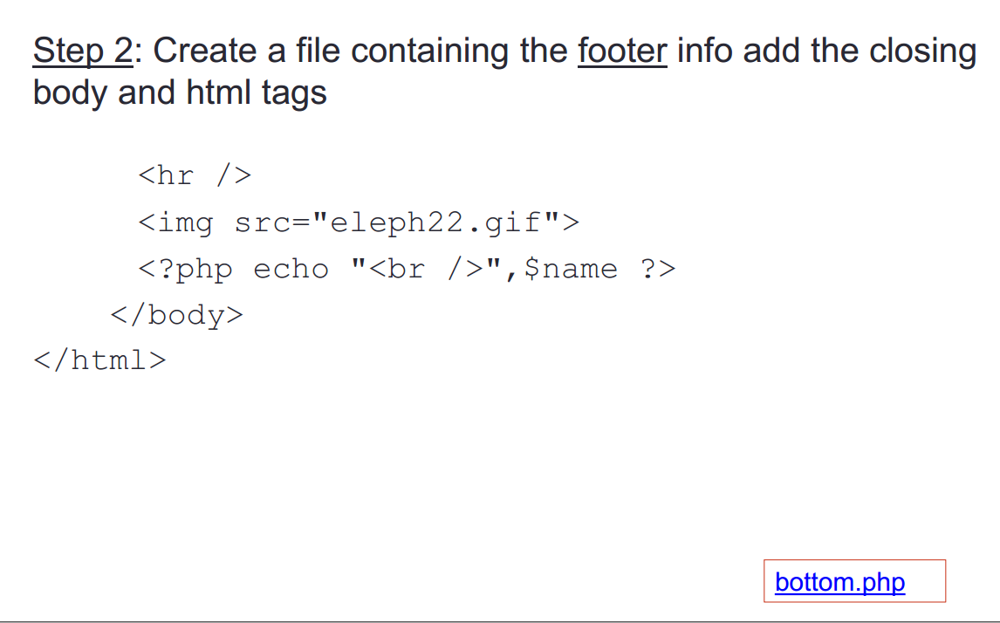 Step 2: Create a file containing the footer info add the closing
body and html tags
<hr />
<img src="eleph22.gif">
<?php echo "<br />",$name ?>
</body>
</html>
bottom.php